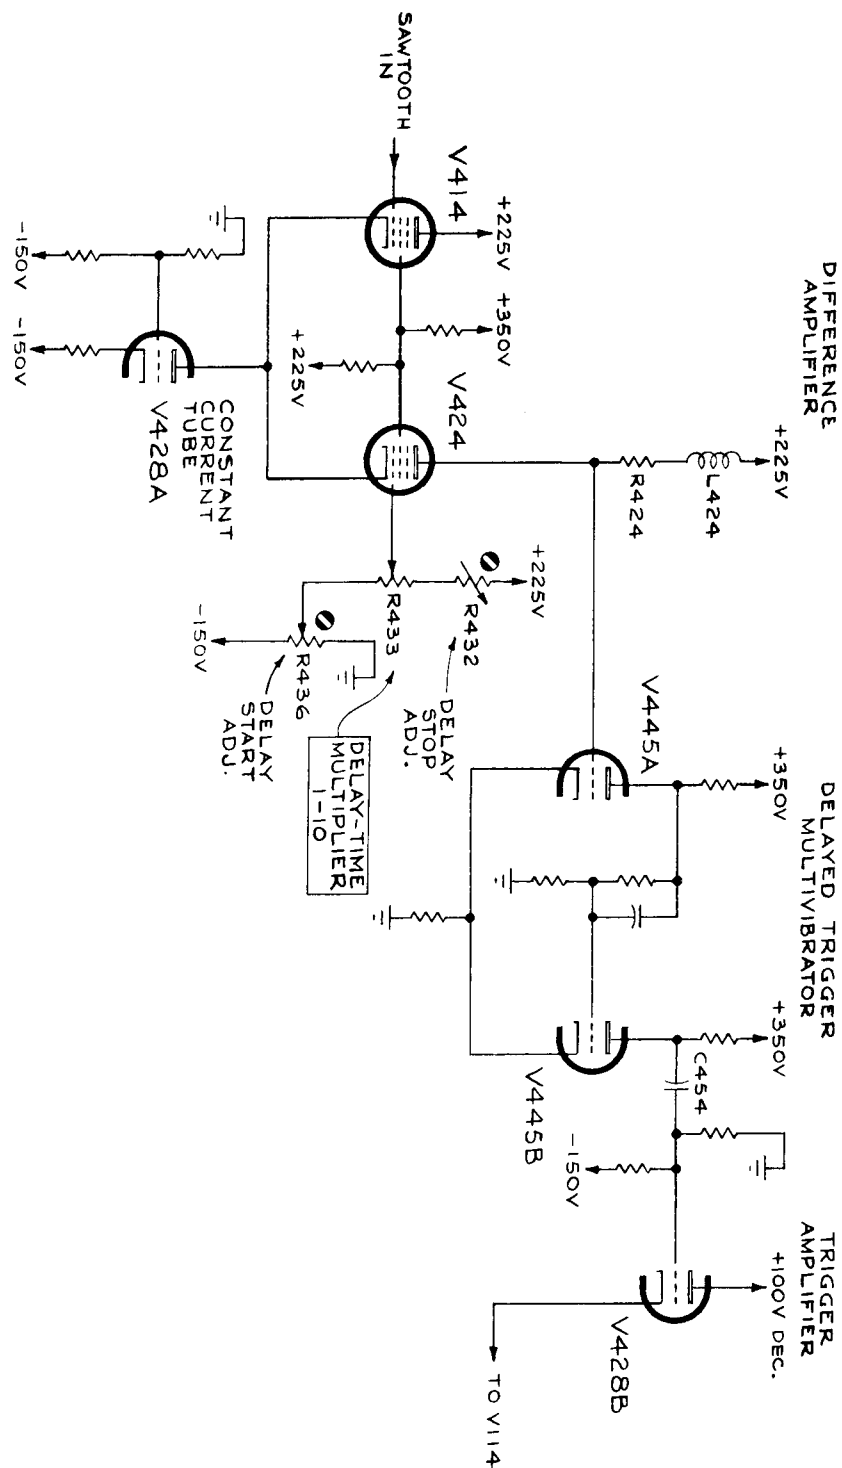 DIFFERENCE
AMPLIFIER
DELAYED TRIGGER
MULTIVIBRATOR
TRIGGER
AMPLIFIER
SAWTOOTH
IN
V414
+225V
+350V
+225V
V424
+225V
L424
R424
-150V
-150V
V428A
CONSTANT
CURRENT
TUBE
+225V
R432
DELAY
STOP
ADJ.
R433
DELAY-TIME
MULTIPLIER
1-10
R436
DELAY
START
ADJ.
-150V
V445A
+350V
V445B
+350V
C454
-150V
+100V DEC.
V428B
TO V114